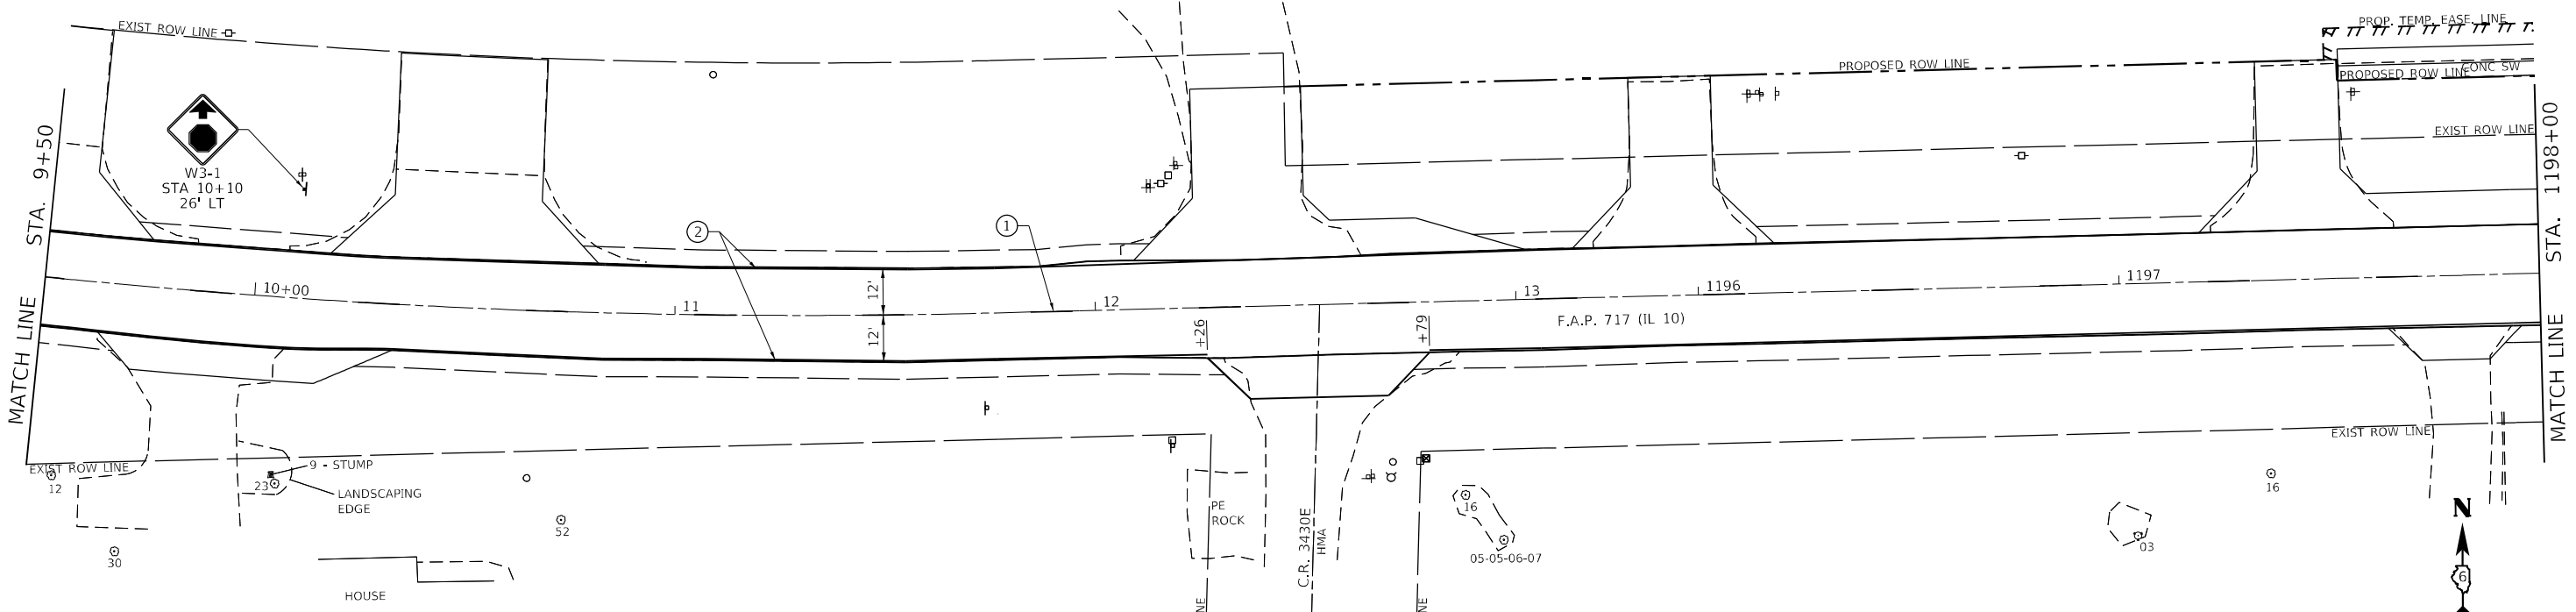 EXIST ROW LINE
PROP. TEMP. EASE. LINE
PROPOSED ROW LINE
PROPOSED ROW LINE
CONC SW
EXIST ROW LINE
MATCH LINE STA. 9+50
W3-1
STA 10+10
26' LT
2
1
12'
12'
10+00
11
12
13
1196
1197
+26
+79
F.A.P. 717 (IL 10)
MATCH LINE STA. 1198+00
EXIST ROW LINE
12
9 - STUMP
23
LANDSCAPING
EDGE
52
30
HOUSE
PE
ROCK
C.R. 3430E
HMA
16
05-05-06-07
EXIST ROW LINE
16
03
N
6
NE
NE